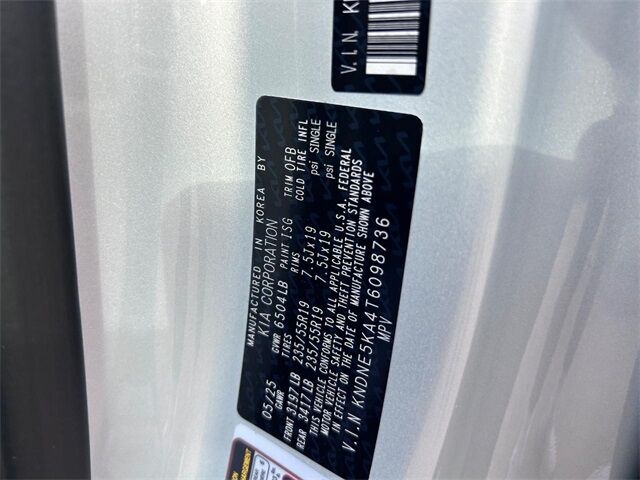 V.I.N. K
MANUFACTURED IN KOREA BY
KIA CORPORATION
05/25 GVWR 6504LB PAINT ISG TRIM OFB
GAWR TIRES RIMS COLD TIRE INFL
FRONT 3197LB 235/55R19 7.5Jx19 psi SINGLE
REAR 3417LB 235/55R19 7.5Jx19 psi SINGLE
THIS VEHICLE CONFORMS TO ALL APPLICABLE U.S.A. FEDERAL
MOTOR VEHICLE SAFETY AND THEFT PREVENTION STANDARDS
IN EFFECT ON THE DATE OF MANUFACTURE SHOWN ABOVE
V.I.N KNDNE5KA4T6098736
MPV